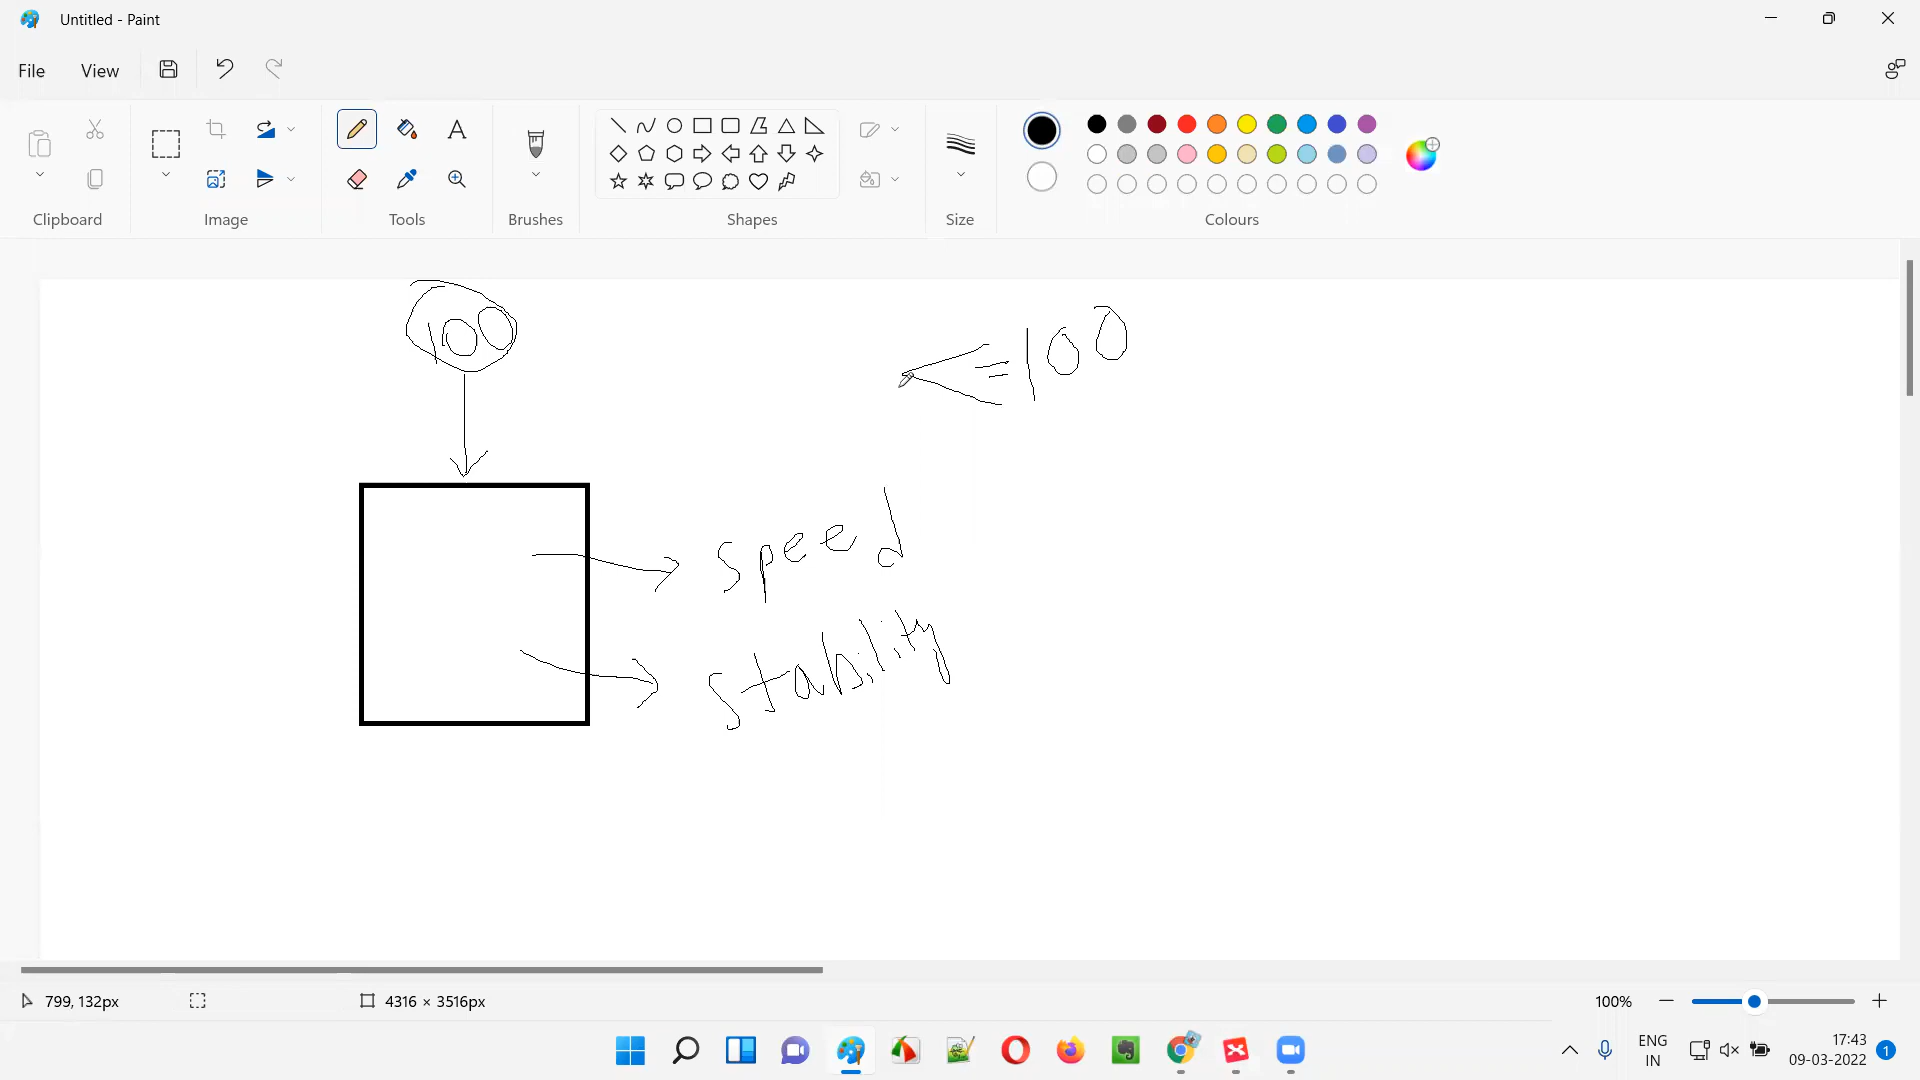 Untitled - Paint
File
View
Clipboard
Image
Tools
Brushes
Shapes
Size
Colours
100
<=100
speed
stability
799, 132px
4316 × 3516px
100%
ENG
IN
17:43
09-03-2022
1